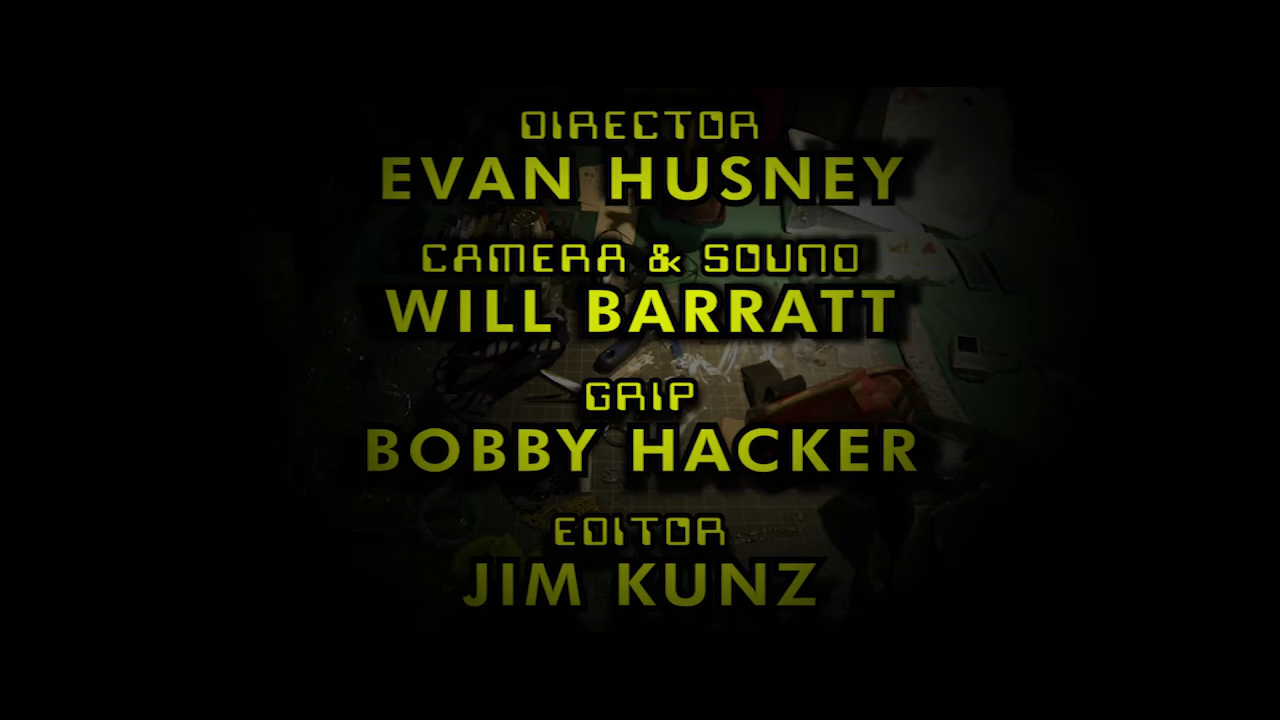 DIRECTOR
EVAN HUSNEY
CAMERA & SOUND
WILL BARRATT
GRIP
BOBBY HACKER
EDITOR
JIM KUNZ